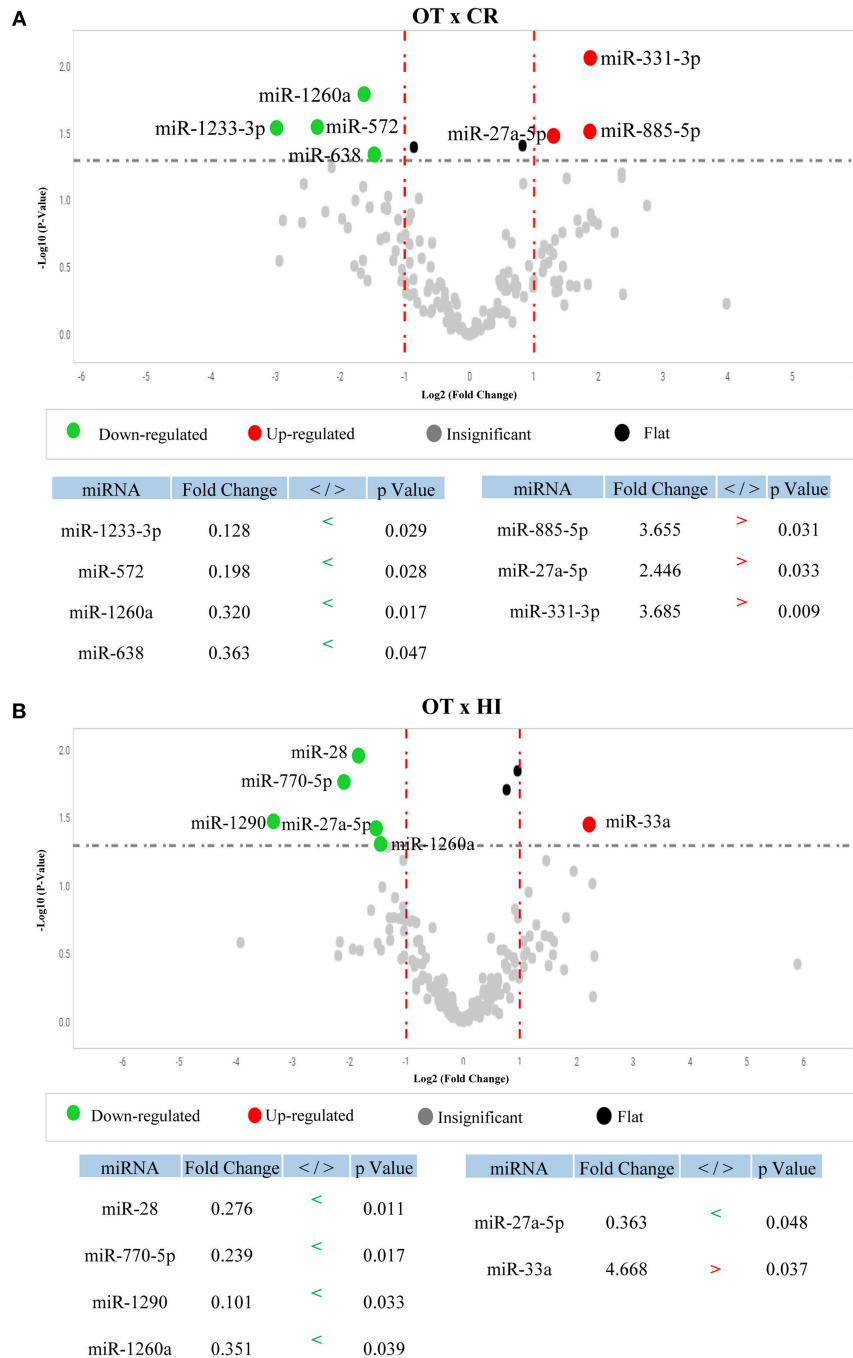 A
OT x CR
miR-331-3p
miR-1260a
miR-1233-3p
miR-572
miR-27a-5p
miR-885-5p
miR-638
-Log10 (P-Value)
2.0
1.5
1.0
0.5
0.0
-6 -5 -4 -3 -2 -1 0 1 2 3 4 5
Log2 (Fold Change)
Down-regulated Up-regulated Insignificant Flat
miRNA Fold Change < / > p Value
miR-1233-3p 0.128 < 0.029
miR-572 0.198 < 0.028
miR-1260a 0.320 < 0.017
miR-638 0.363 < 0.047
miRNA Fold Change < / > p Value
miR-885-5p 3.655 > 0.031
miR-27a-5p 2.446 > 0.033
miR-331-3p 3.685 > 0.009
B
OT x HI
miR-28
miR-770-5p
miR-1290
miR-27a-5p
miR-33a
miR-1260a
-Log10 (P-Value)
2.0
1.5
1.0
0.5
0.0
-6 -5 -4 -3 -2 -1 0 1 2 3 4 5 6
Log2 (Fold Change)
Down-regulated Up-regulated Insignificant Flat
miRNA Fold Change < / > p Value
miR-28 0.276 < 0.011
miR-770-5p 0.239 < 0.017
miR-1290 0.101 < 0.033
miR-1260a 0.351 < 0.039
miRNA Fold Change < / > p Value
miR-27a-5p 0.363 < 0.048
miR-33a 4.668 > 0.037